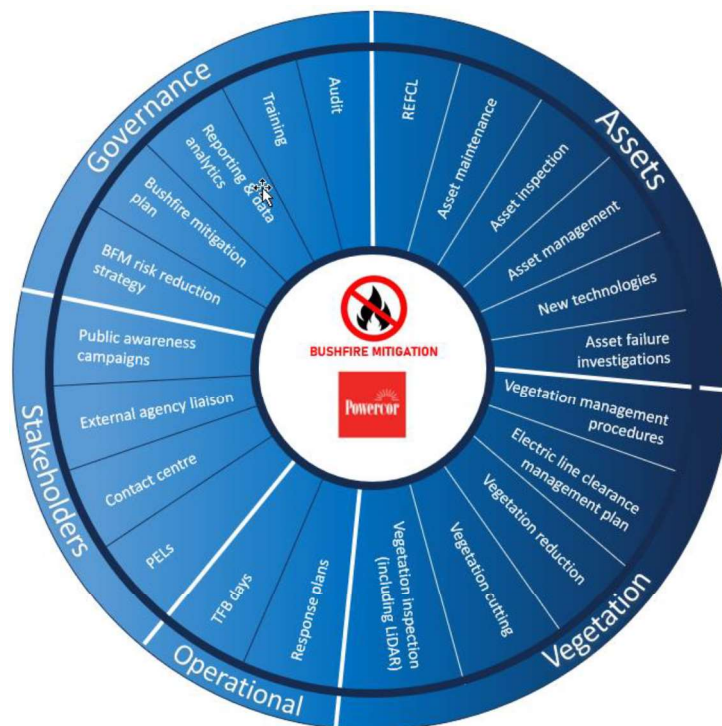 Governance
Audit
Training
Reporting & data
analytics
Bushfire mitigation
plan
BFM risk reduction
strategy
Assets
REFCL
Asset maintenance
Asset inspection
Asset management
New technologies
Asset failure
investigations
Vegetation
Vegetation management
procedures
Electric line clearance
management plan
Vegetation reduction
Vegetation cutting
Vegetation inspection
(including LiDAR)
Operational
Response plans
TFB days
Stakeholders
PELs
Contact centre
External agency liaison
Public awareness
campaigns
BUSHFIRE MITIGATION
Powercor